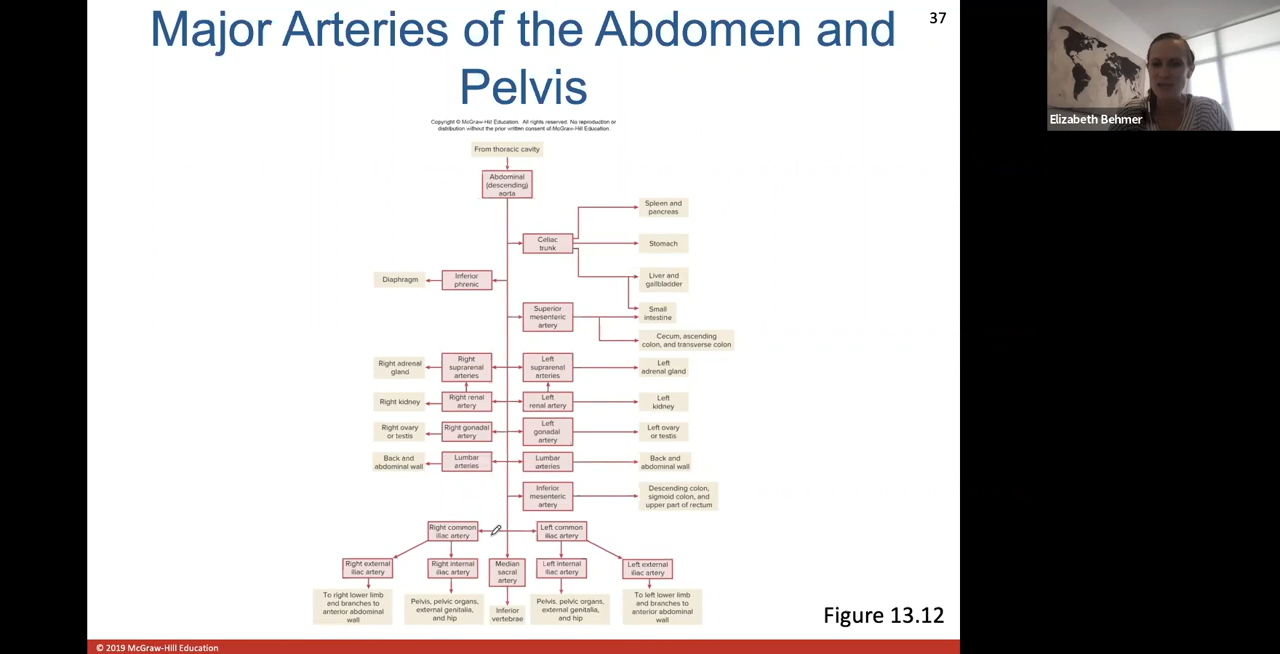 Major Arteries of the Abdomen and
Pelvis
37
Elizabeth Behmer
Copyright © McGraw-Hill Education. All rights reserved. No reproduction or
distribution without the prior written consent of McGraw-Hill Education.
From thoracic cavity
Abdominal
(descending)
aorta
Spleen and
pancreas
Celiac
trunk
Stomach
Diaphragm
Inferior
phrenic
Liver and
gallbladder
Superior
mesenteric
artery
Small
intestine
Cecum, ascending
colon, and transverse colon
Right adrenal
gland
Right
suprarenal
arteries
Left
suprarenal
arteries
Left
adrenal gland
Right kidney
Right renal
artery
Left
renal artery
Left
kidney
Right ovary
or testis
Right gonadal
artery
Left
gonadal
artery
Left ovary
or testis
Back and
abdominal wall
Lumbar
arteries
Lumbar
arteries
Back and
abdominal wall
Inferior
mesenteric
artery
Descending colon,
sigmoid colon, and
upper part of rectum
Right common
iliac artery
Left common
iliac artery
Right external
iliac artery
Right internal
iliac artery
Median
sacral
artery
Left internal
iliac artery
Left external
iliac artery
To right lower limb
and branches to
anterior abdominal
wall
Pelvis, pelvic organs,
external genitalia,
and hip
Inferior
vertebrae
Pelvis, pelvic organs,
external genitalia,
and hip
To left lower limb
and branches to
anterior abdominal
wall
Figure 13.12
© 2019 McGraw-Hill Education